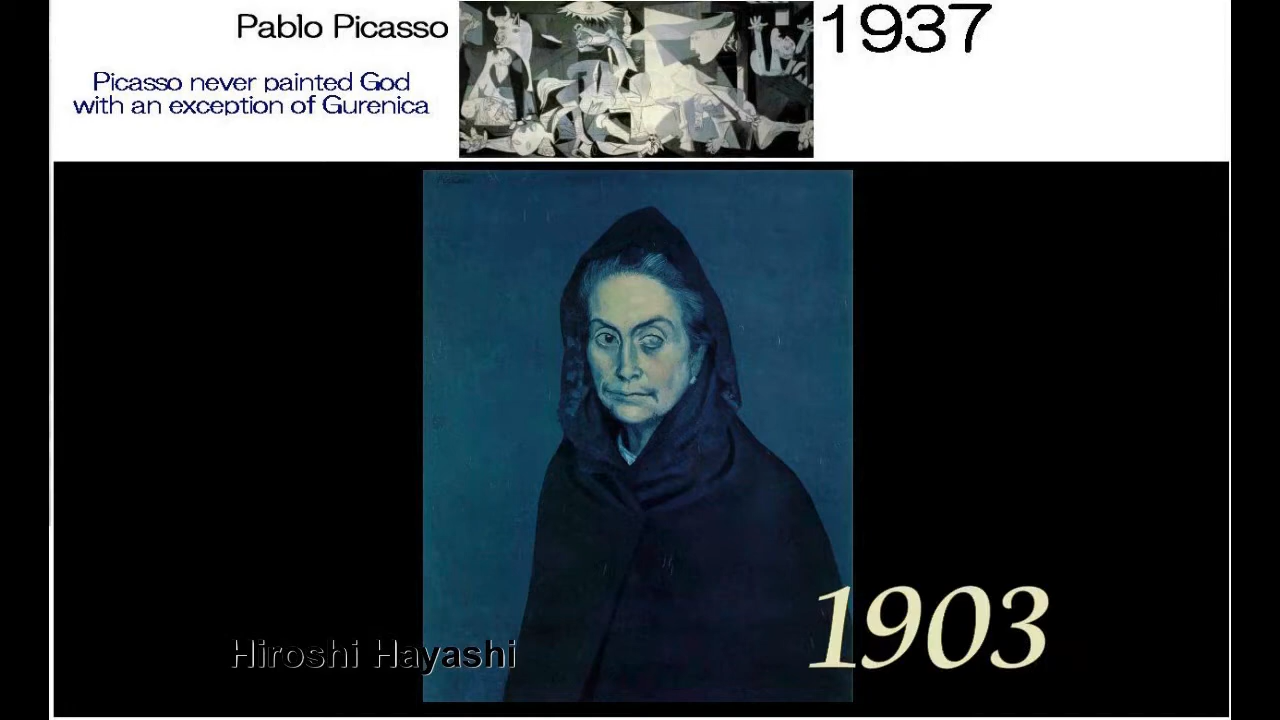 Pablo Picasso
1937
Picasso never painted God
with an exception of Gurenica
Hiroshi Hayashi
1903